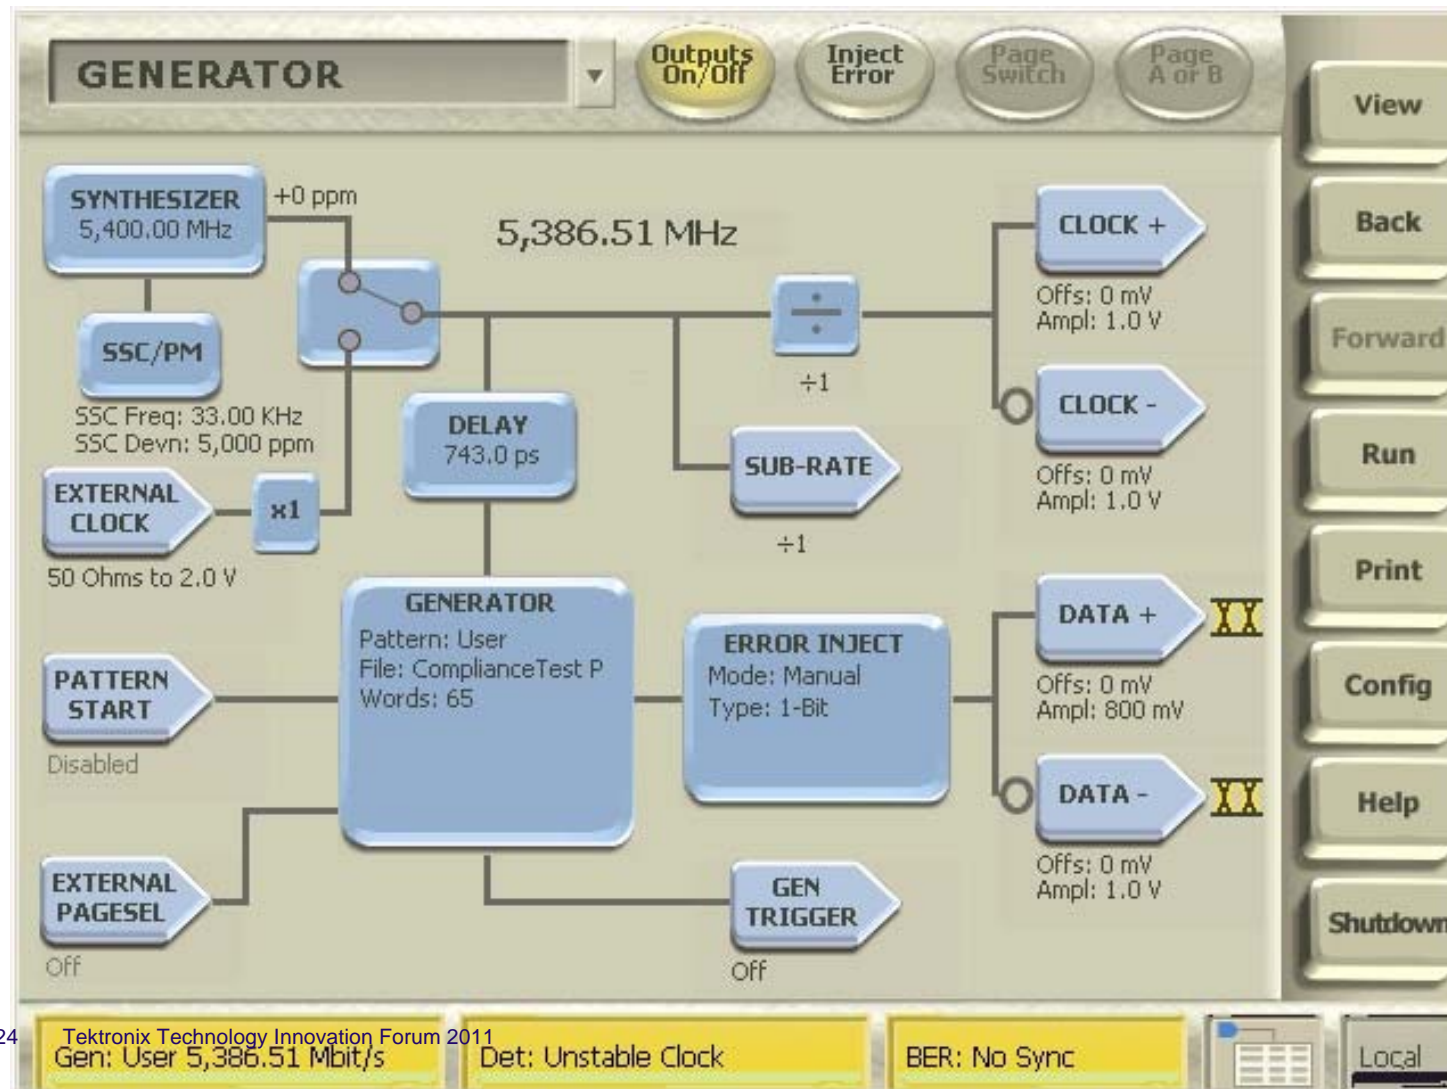 GENERATOR
Outputs
On/Off
Inject
Error
Page
Switch
Page
A or B
View
Back
Forward
Run
Print
Config
Help
Shutdown
SYNTHESIZER
5,400.00 MHz
+0 ppm
5,386.51 MHz
SSC/PM
SSC Freq: 33.00 KHz
SSC Devn: 5,000 ppm
EXTERNAL
CLOCK
x1
50 Ohms to 2.0 V
DELAY
743.0 ps
÷
÷1
SUB-RATE
÷1
CLOCK +
Offs: 0 mV
Ampl: 1.0 V
CLOCK -
Offs: 0 mV
Ampl: 1.0 V
PATTERN
START
Disabled
GENERATOR
Pattern: User
File: ComplianceTest P
Words: 65
ERROR INJECT
Mode: Manual
Type: 1-Bit
DATA +
Offs: 0 mV
Ampl: 800 mV
DATA -
Offs: 0 mV
Ampl: 1.0 V
EXTERNAL
PAGESEL
Off
GEN
TRIGGER
Off
24 Tektronix Technology Innovation Forum 2011
Gen: User 5,386.51 Mbit/s
Det: Unstable Clock
BER: No Sync
Local